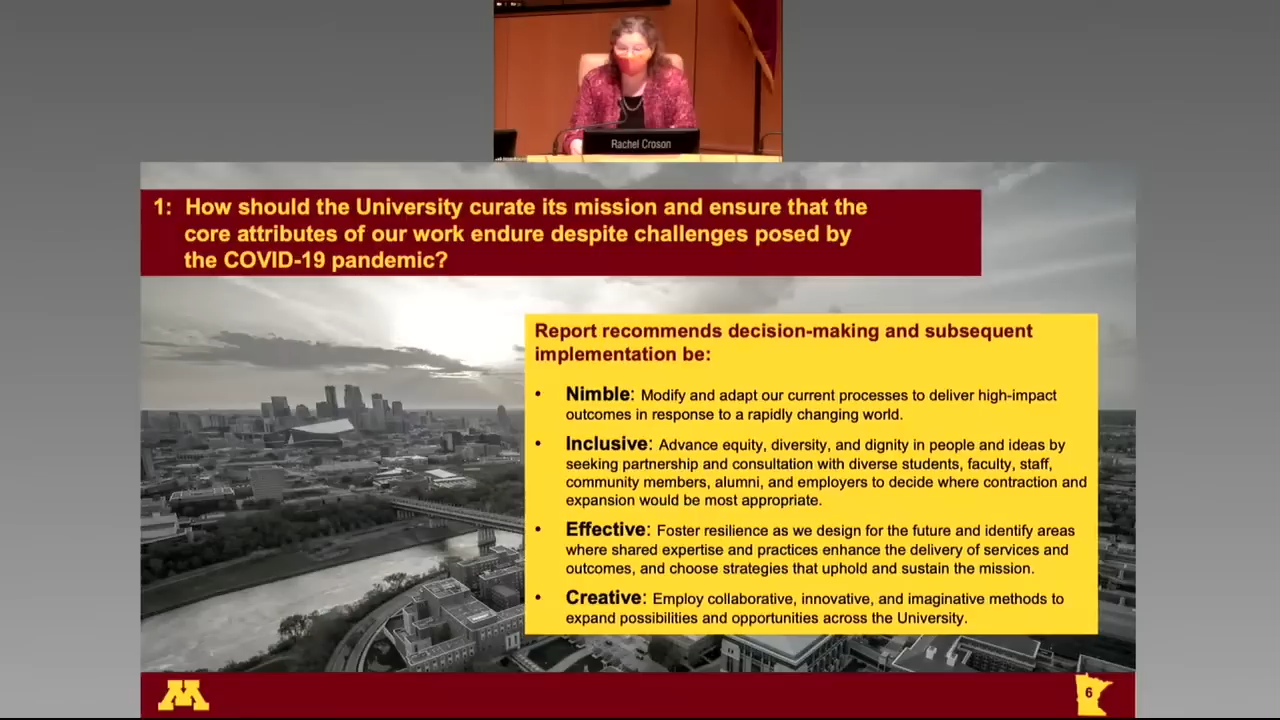 Rachel Croson
1: How should the University curate its mission and ensure that the
core attributes of our work endure despite challenges posed by
the COVID-19 pandemic?
Report recommends decision-making and subsequent
implementation be:
• Nimble: Modify and adapt our current processes to deliver high-impact
outcomes in response to a rapidly changing world.
• Inclusive: Advance equity, diversity, and dignity in people and ideas by
seeking partnership and consultation with diverse students, faculty, staff,
community members, alumni, and employers to decide where contraction and
expansion would be most appropriate.
• Effective: Foster resilience as we design for the future and identify areas
where shared expertise and practices enhance the delivery of services and
outcomes, and choose strategies that uphold and sustain the mission.
• Creative: Employ collaborative, innovative, and imaginative methods to
expand possibilities and opportunities across the University.
M
6